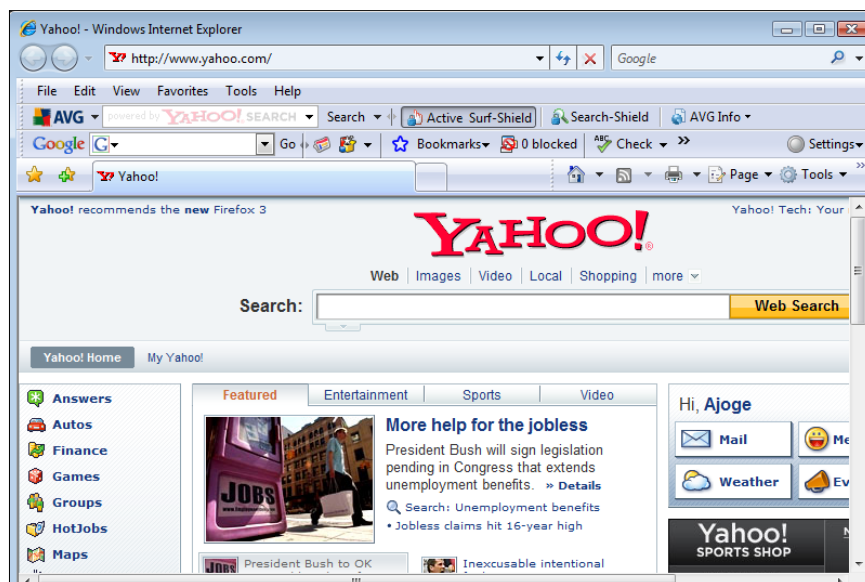 Yahoo! - Windows Internet Explorer
http://www.yahoo.com/ Google
File Edit View Favorites Tools Help
AVG powered by YAHOO! SEARCH Search Active Surf-Shield Search-Shield AVG Info
Google G Go Bookmarks 0 blocked ABC Check » Settings
Yahoo! Page Tools »
Yahoo! recommends the new Firefox 3 Yahoo! Tech: Your
YAHOO!
Web Images Video Local Shopping more
Search: Web Search
Yahoo! Home My Yahoo!
Featured Entertainment Sports Video
Answers
Autos
Finance
Games
Groups
HotJobs
Maps
JOBS
More help for the jobless
President Bush will sign legislation
pending in Congress that extends
unemployment benefits. » Details
Search: Unemployment benefits
• Jobless claims hit 16-year high
JOBS President Bush to OK
Inexcusable intentional
Hi, Ajoge
Mail Me
Weather Ev
Yahoo!
SPORTS SHOP